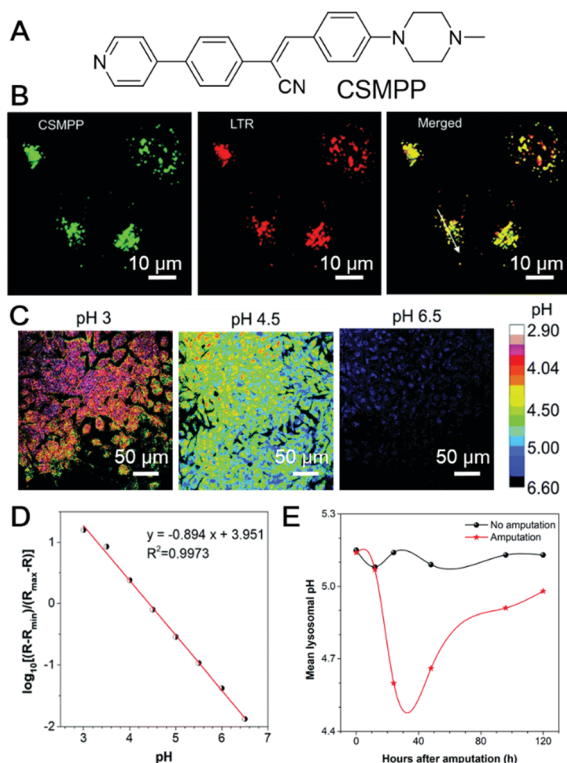 A
N
N
N
CN
CSMPP
B
CSMPP
LTR
Merged
10 μm
10 μm
10 μm
C
pH 3
pH 4.5
pH 6.5
pH
50 μm
50 μm
50 μm
2.90
4.04
4.50
5.00
6.60
D
y = -0.894 x + 3.951
R²=0.9973
log₁₀[(R-Rmin)/(Rmax-R)]
1
0
-1
-2
3
4
5
6
7
pH
E
No amputation
Amputation
Mean lysosomal pH
5.3
5.0
4.7
4.4
0
40
80
120
Hours after amputation (h)